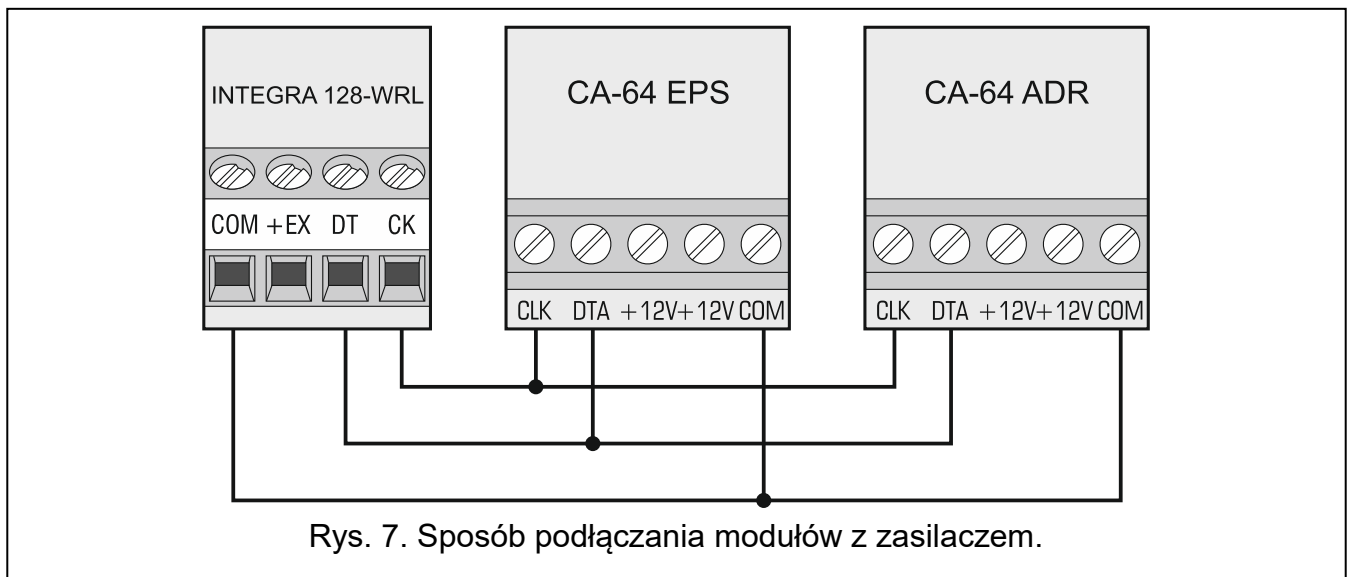 INTEGRA 128-WRL
COM +EX DT CK
CA-64 EPS
CLK DTA +12V +12V COM
CA-64 ADR
CLK DTA +12V +12V COM
Rys. 7. Sposób podłączania modułów z zasilaczem.